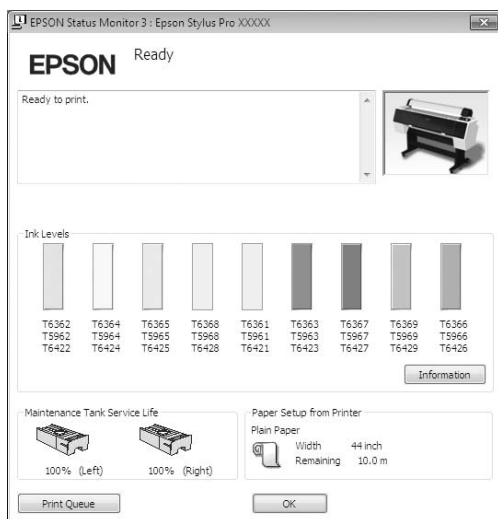 EPSON Status Monitor 3 : Epson Stylus Pro XXXXX
EPSON
Ready
Ready to print.
Ink Levels
T6362 T6364 T6365 T6368 T6361 T6363 T6367 T6369 T6366
T5962 T5964 T5965 T5968 T5961 T5963 T5967 T5969 T5966
T6422 T6424 T6425 T6428 T6421 T6423 T6427 T6429 T6426
Information
Maintenance Tank Service Life
100% (Left) 100% (Right)
Paper Setup from Printer
Plain Paper
Width 44 inch
Remaining 10.0 m
Print Queue
OK